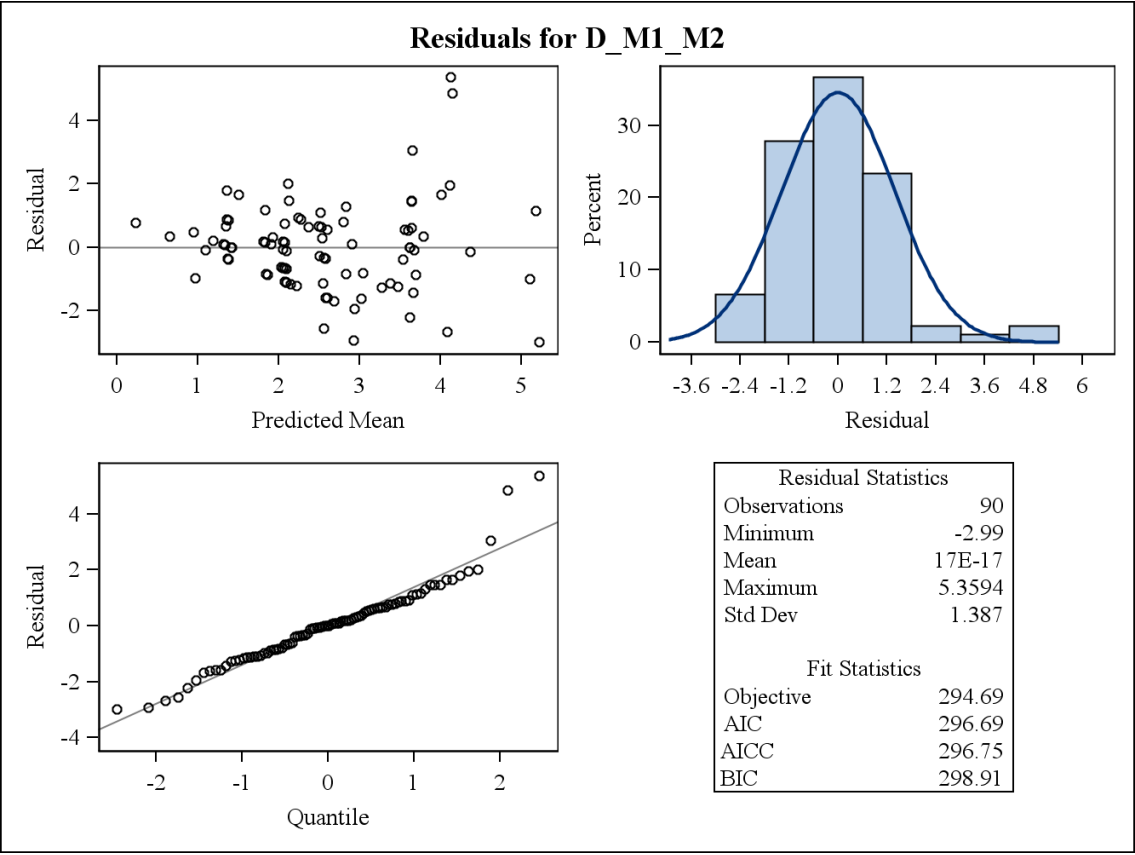 Residuals for D_M1_M2
4
2
0
-2
Residual
0 1 2 3 4 5
Predicted Mean
30
20
10
0
Percent
-3.6 -2.4 -1.2 0 1.2 2.4 3.6 4.8 6
Residual
4
2
0
-2
-4
Residual
-2 -1 0 1 2
Quantile
Residual Statistics
Observations 90
Minimum -2.99
Mean 17E-17
Maximum 5.3594
Std Dev 1.387
Fit Statistics
Objective 294.69
AIC 296.69
AICC 296.75
BIC 298.91